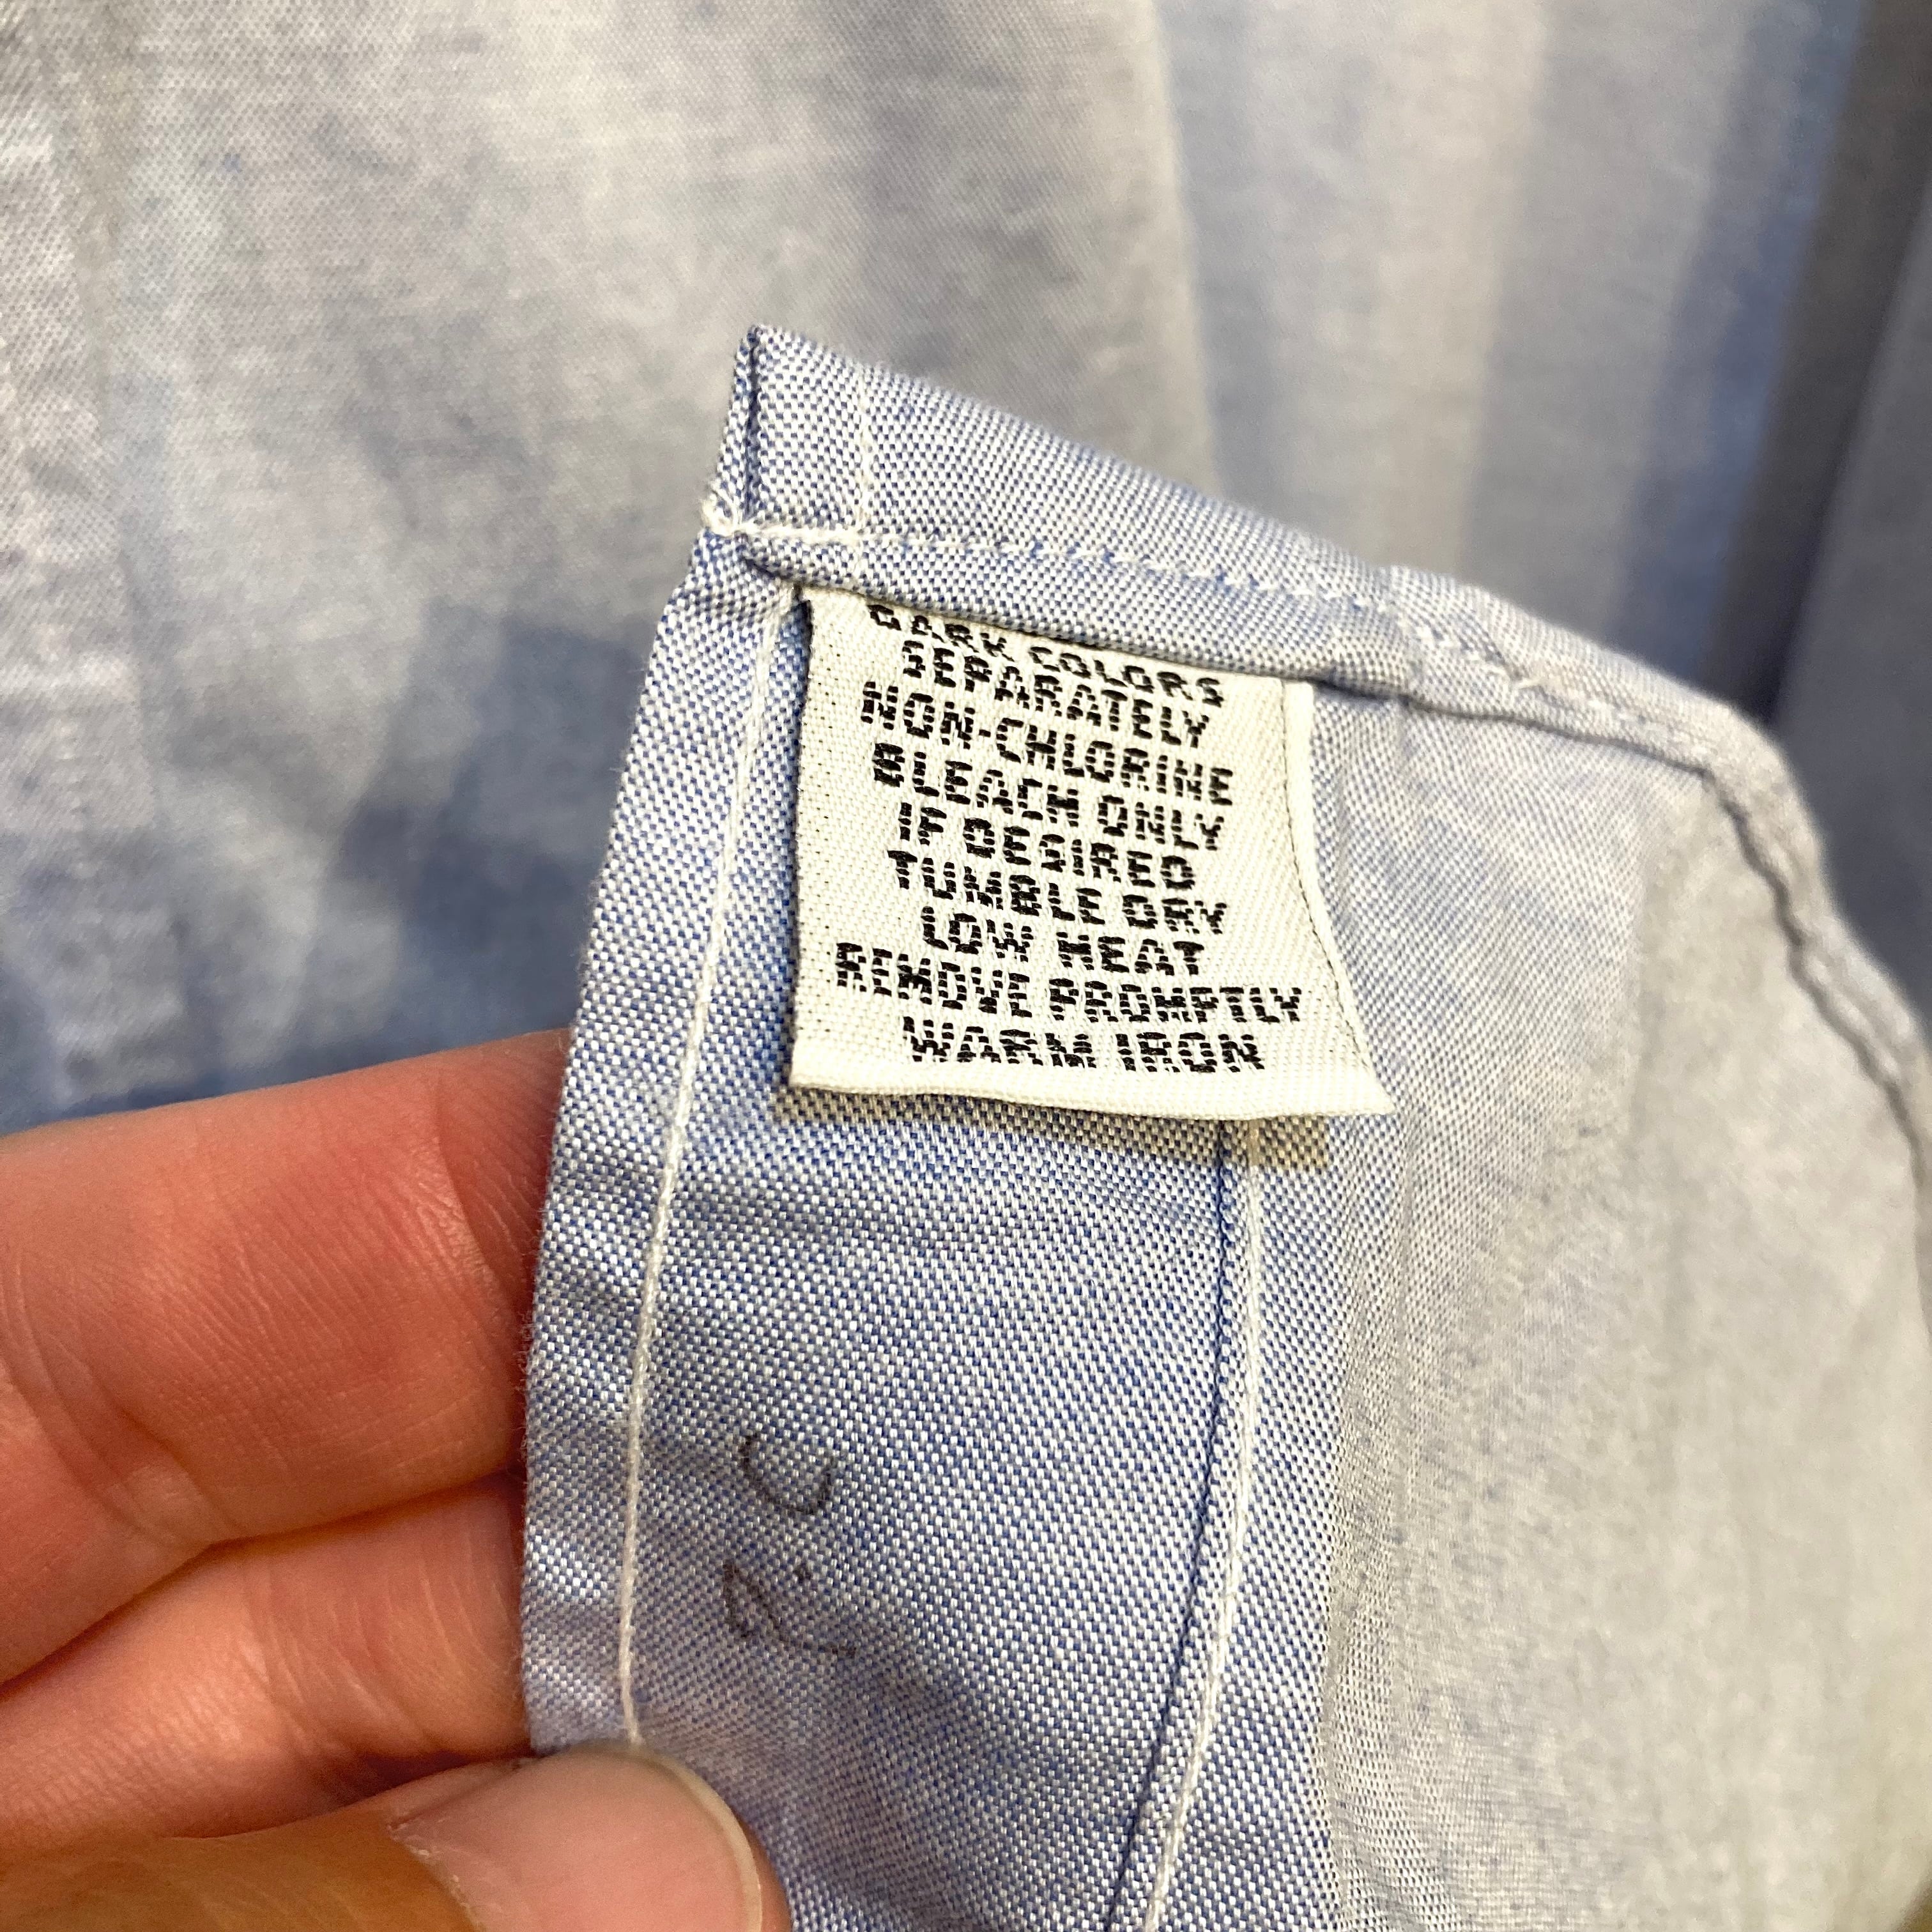 DARK COLORS
SEPARATELY
NON-CHLORINE
BLEACH ONLY
IF DESIRED
TUMBLE DRY
LOW HEAT
REMOVE PROMPTLY
WARM IRON